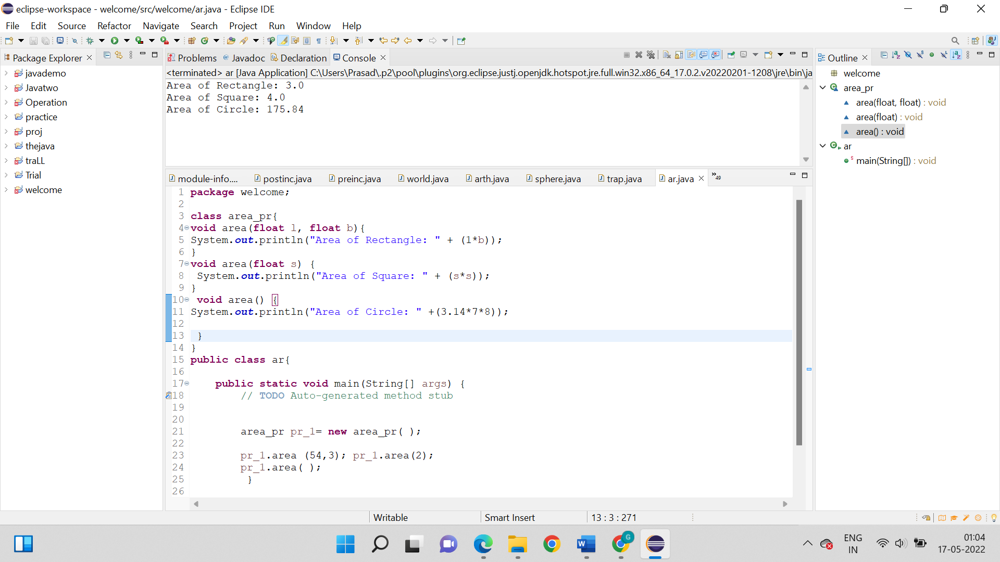 eclipse-workspace - welcome/src/welcome/ar.java - Eclipse IDE
File Edit Source Refactor Navigate Search Project Run Window Help
Package Explorer
javademo
Javatwo
Operation
practice
proj
thejava
traLL
Trial
welcome
Problems @ Javadoc Declaration Console
<terminated> ar [Java Application] C:\Users\Prasad\.p2\pool\plugins\org.eclipse.justj.openjdk.hotspot.jre.full.win32.x86_64_17.0.2.v20220201-1208\jre\bin\ja
Area of Rectangle: 3.0
Area of Square: 4.0
Area of Circle: 175.84
module-info.... postinc.java preinc.java world.java arth.java sphere.java trap.java ar.java »49
1 package welcome;
2
3 class area_pr{
4 void area(float l, float b){
5 System.out.println("Area of Rectangle: " + (1*b));
6 }
7 void area(float s) {
8 System.out.println("Area of Square: " + (s*s));
9 }
10 void area() {
11 System.out.println("Area of Circle: " +(3.14*7*8));
12
13 }
14 }
15 public class ar{
16
17 public static void main(String[] args) {
18 // TODO Auto-generated method stub
19
20
21 area_pr pr_1= new area_pr( );
22
23 pr_1.area (54,3); pr_1.area(2);
24 pr_1.area( );
25 }
26
Outline
welcome
area_pr
area(float, float) : void
area(float) : void
area() : void
ar
main(String[]) : void
Writable Smart Insert 13 : 3 : 271
ENG
IN
01:04
17-05-2022